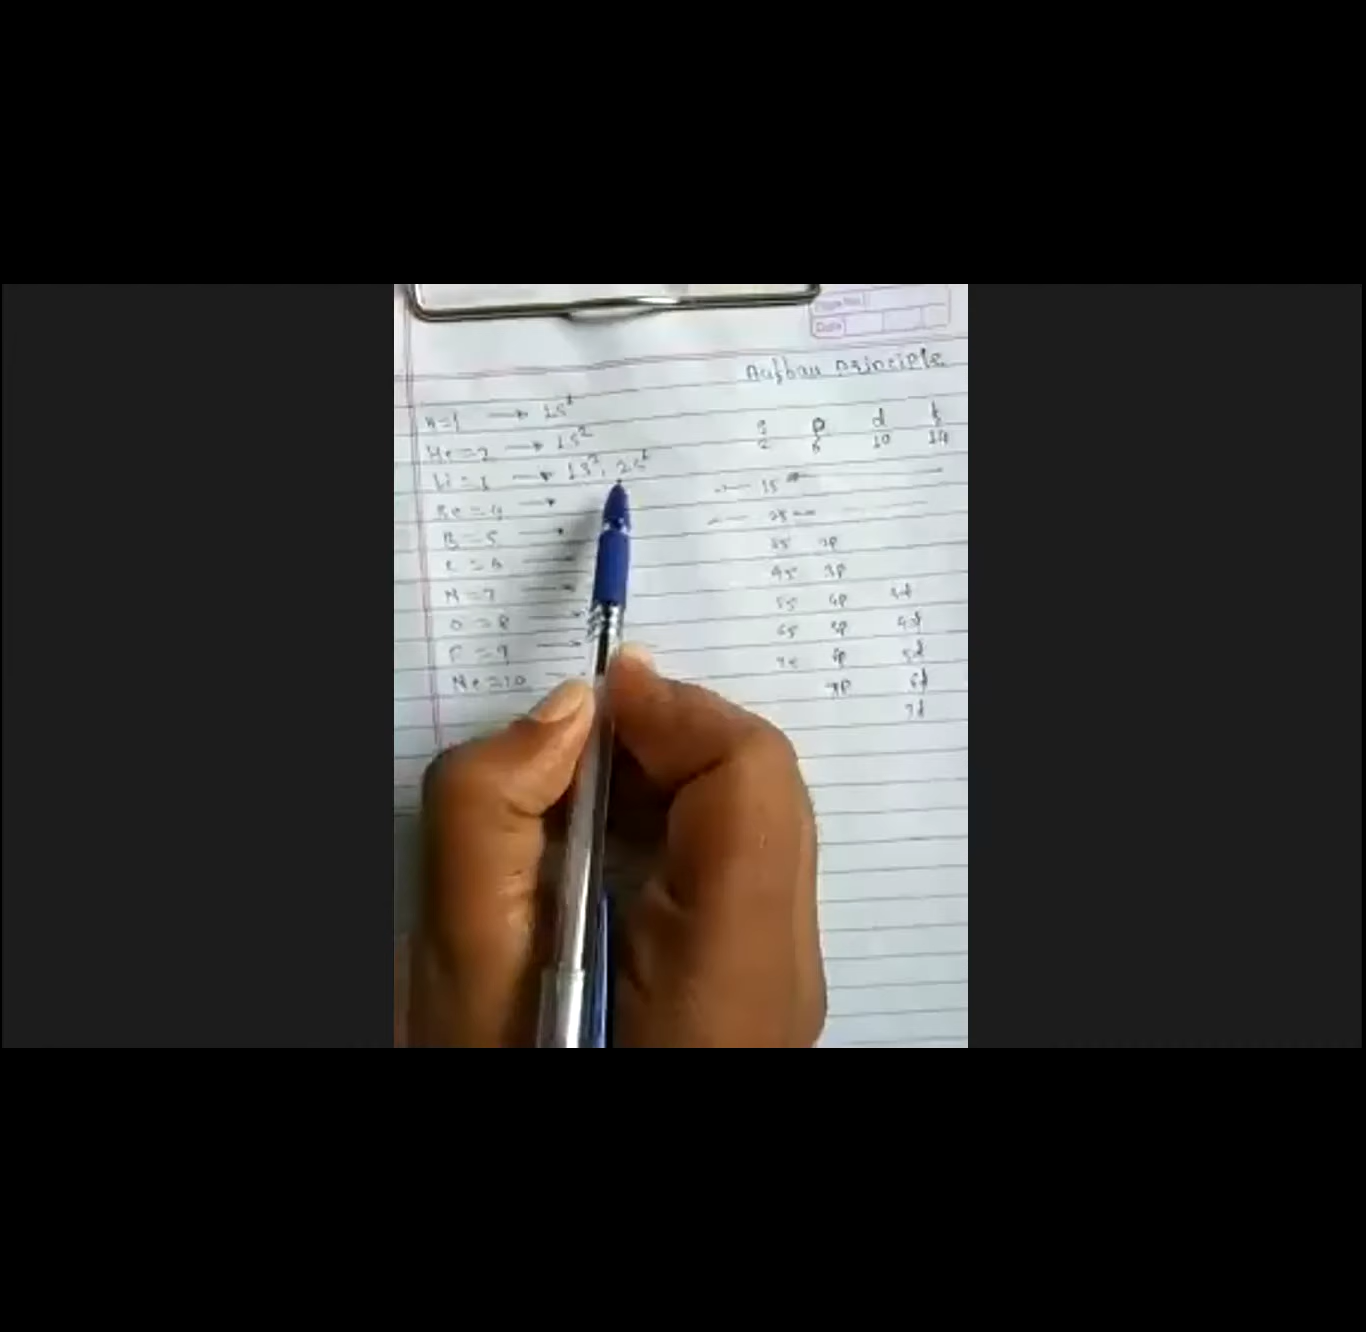 Page No.
Date
Aufbau principle
H=1 → 1s¹
He=2 → 1s²
Li=3 → 1s², 2s¹
Be=4 →
B=5 →
C=6 →
N=7 →
O=8 →
F=9 →
Ne=10
s p d f
2 6 10 14
1s
2s
3s 2p
4s 3p
5s 4p 3d
6s 5p 4d
7s 6p 5d
7p 6d
7d